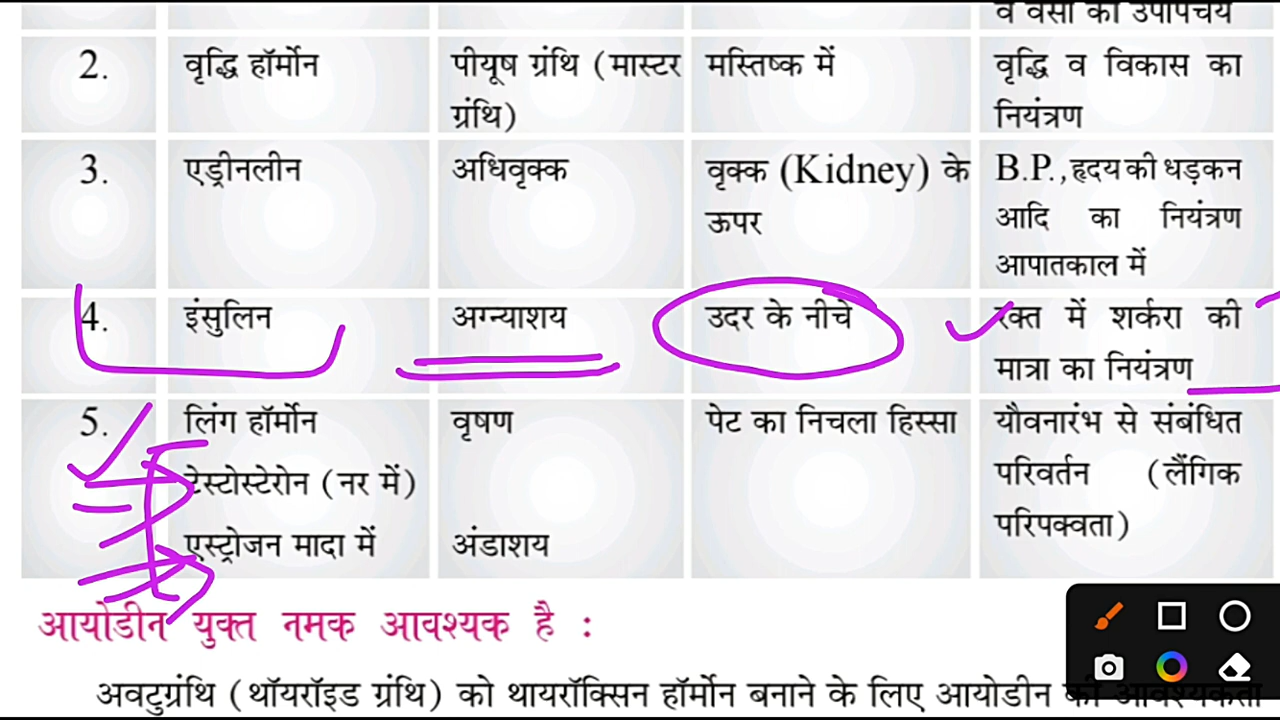 व वसा का उपापचय
2. वृद्धि हॉर्मोन पीयूष ग्रंथि (मास्टर मस्तिष्क में वृद्धि व विकास का
ग्रंथि) नियंत्रण
3. एड्रीनलीन अधिवृक्क वृक्क (Kidney) के B.P.,हृदय की धड़कन
ऊपर आदि का नियंत्रण
आपातकाल में
4. इंसुलिन अग्न्याशय उदर के नीचे रक्त में शर्करा की
मात्रा का नियंत्रण
5. लिंग हॉर्मोन वृषण पेट का निचला हिस्सा यौवनारंभ से संबंधित
टेस्टोस्टेरोन (नर में) परिवर्तन (लैंगिक
परिपक्वता)
एस्ट्रोजन मादा में अंडाशय
आयोडीन युक्त नमक आवश्यक है :
अवटुग्रंथि (थॉयरॉइड ग्रंथि) को थायरॉक्सिन हॉर्मोन बनाने के लिए आयोडीन की आवश्यकता